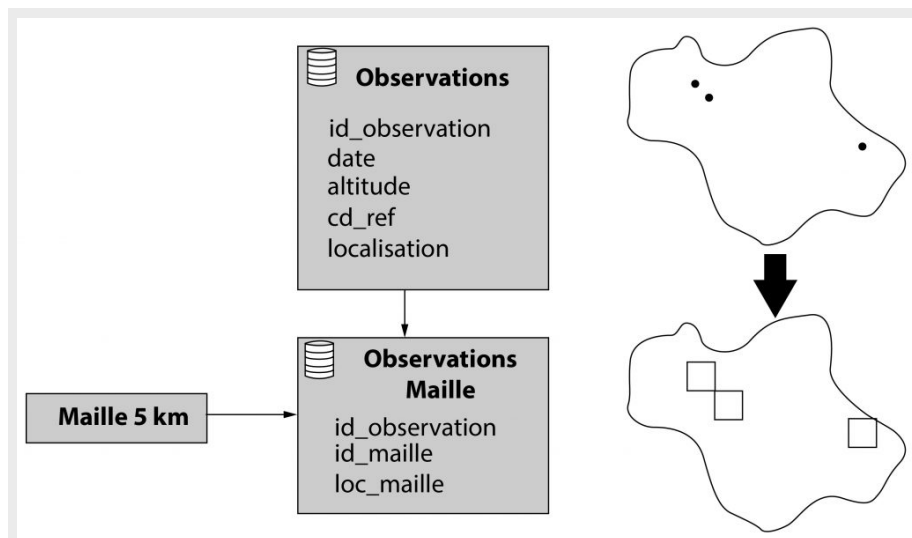 Observations
id_observation
date
altitude
cd_ref
localisation
Observations
Maille
id_observation
id_maille
loc_maille
Maille 5 km